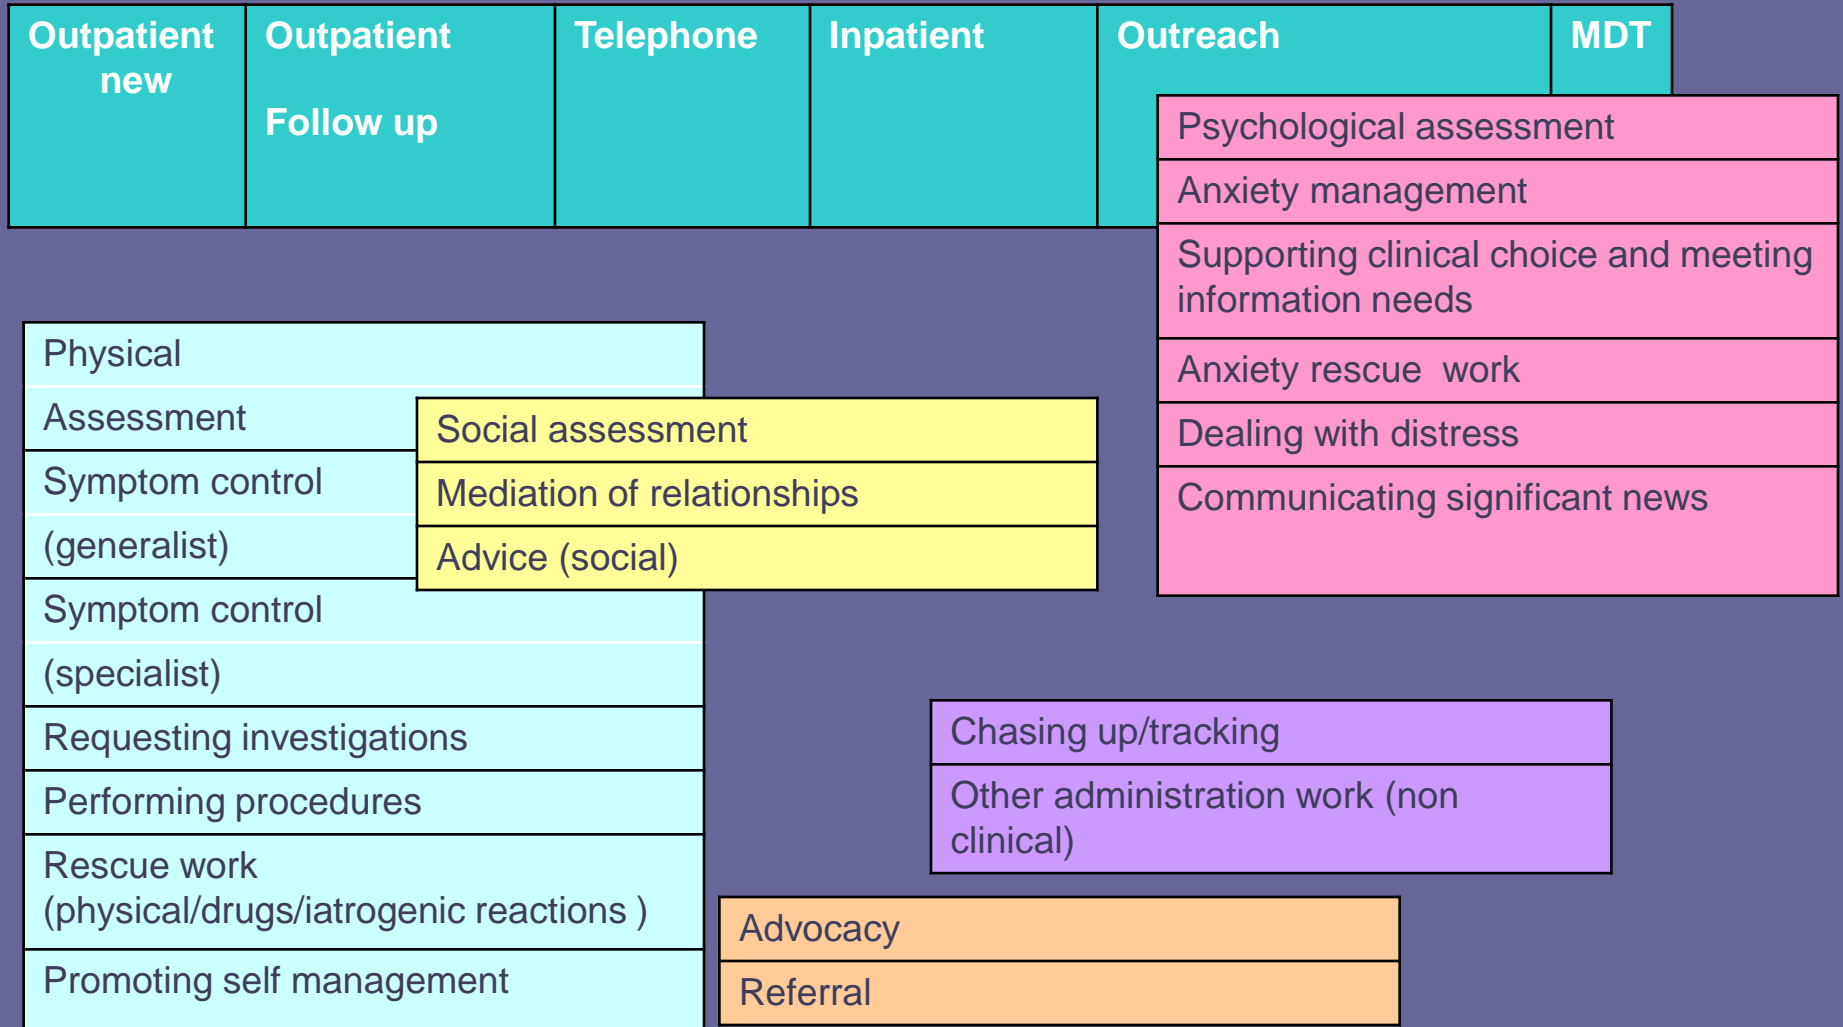 Outpatient
new
Outpatient
Follow up
Telephone
Inpatient
Outreach
MDT
Psychological assessment
Anxiety management
Supporting clinical choice and meeting
information needs
Anxiety rescue work
Dealing with distress
Communicating significant news
Physical
Assessment
Symptom control
(generalist)
Symptom control
(specialist)
Requesting investigations
Performing procedures
Rescue work
(physical/drugs/iatrogenic reactions )
Promoting self management
Social assessment
Mediation of relationships
Advice (social)
Chasing up/tracking
Other administration work (non
clinical)
Advocacy
Referral